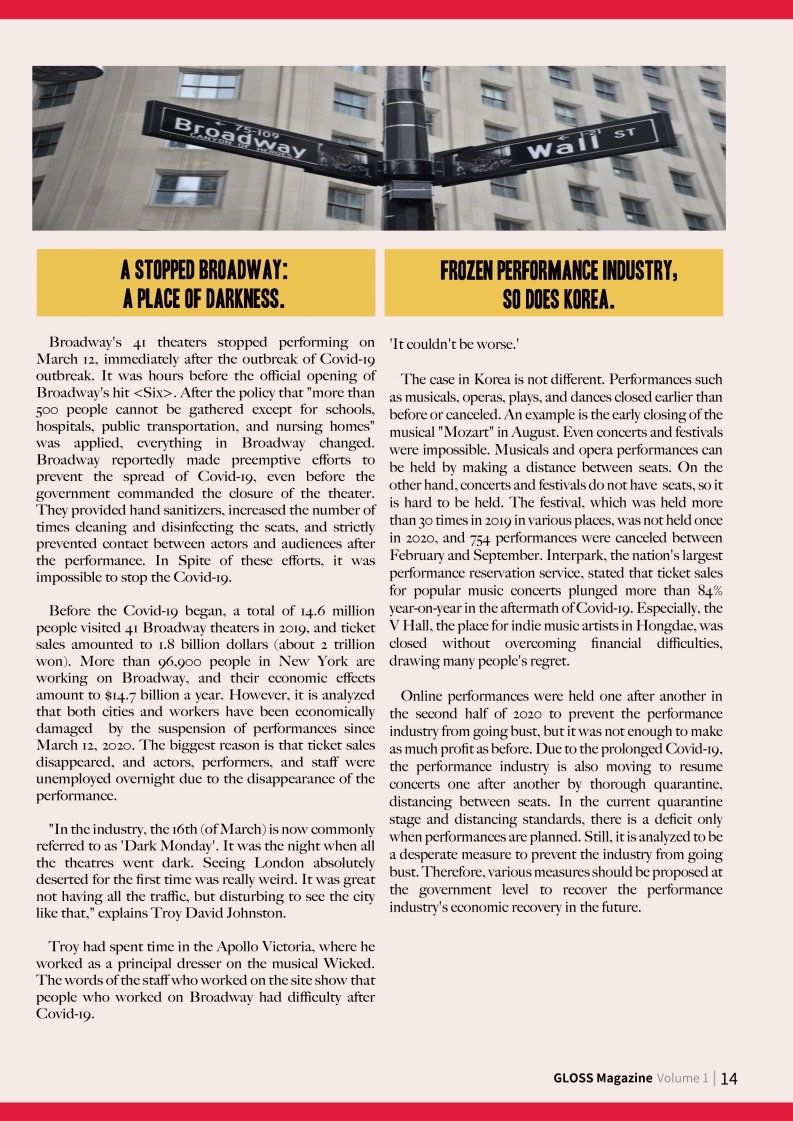 ← 75-109
Broadway
CANYON OF HEROES
← 1-21
Wall ST
A STOPPED BROADWAY:
A PLACE OF DARKNESS.
Broadway's 41 theaters stopped performing on
March 12, immediately after the outbreak of Covid-19
outbreak. It was hours before the official opening of
Broadway's hit <Six>. After the policy that "more than
500 people cannot be gathered except for schools,
hospitals, public transportation, and nursing homes"
was applied, everything in Broadway changed.
Broadway reportedly made preemptive efforts to
prevent the spread of Covid-19, even before the
government commanded the closure of the theater.
They provided hand sanitizers, increased the number of
times cleaning and disinfecting the seats, and strictly
prevented contact between actors and audiences after
the performance. In Spite of these efforts, it was
impossible to stop the Covid-19.
Before the Covid-19 began, a total of 14.6 million
people visited 41 Broadway theaters in 2019, and ticket
sales amounted to 1.8 billion dollars (about 2 trillion
won). More than 96,900 people in New York are
working on Broadway, and their economic effects
amount to $14.7 billion a year. However, it is analyzed
that both cities and workers have been economically
damaged by the suspension of performances since
March 12, 2020. The biggest reason is that ticket sales
disappeared, and actors, performers, and staff were
unemployed overnight due to the disappearance of the
performance.
"In the industry, the 16th (of March) is now commonly
referred to as 'Dark Monday'. It was the night when all
the theatres went dark. Seeing London absolutely
deserted for the first time was really weird. It was great
not having all the traffic, but disturbing to see the city
like that," explains Troy David Johnston.
Troy had spent time in the Apollo Victoria, where he
worked as a principal dresser on the musical Wicked.
The words of the staff who worked on the site show that
people who worked on Broadway had difficulty after
Covid-19.
FROZEN PERFORMANCE INDUSTRY,
SO DOES KOREA.
'It couldn't be worse.'
The case in Korea is not different. Performances such
as musicals, operas, plays, and dances closed earlier than
before or canceled. An example is the early closing of the
musical "Mozart" in August. Even concerts and festivals
were impossible. Musicals and opera performances can
be held by making a distance between seats. On the
other hand, concerts and festivals do not have seats, so it
is hard to be held. The festival, which was held more
than 30 times in 2019 in various places, was not held once
in 2020, and 754 performances were canceled between
February and September. Interpark, the nation's largest
performance reservation service, stated that ticket sales
for popular music concerts plunged more than 84%
year-on-year in the aftermath of Covid-19. Especially, the
V Hall, the place for indie music artists in Hongdae, was
closed without overcoming financial difficulties,
drawing many people's regret.
Online performances were held one after another in
the second half of 2020 to prevent the performance
industry from going bust, but it was not enough to make
as much profit as before. Due to the prolonged Covid-19,
the performance industry is also moving to resume
concerts one after another by thorough quarantine,
distancing between seats. In the current quarantine
stage and distancing standards, there is a deficit only
when performances are planned. Still, it is analyzed to be
a desperate measure to prevent the industry from going
bust. Therefore, various measures should be proposed at
the government level to recover the performance
industry's economic recovery in the future.
GLOSS Magazine Volume 1 | 14